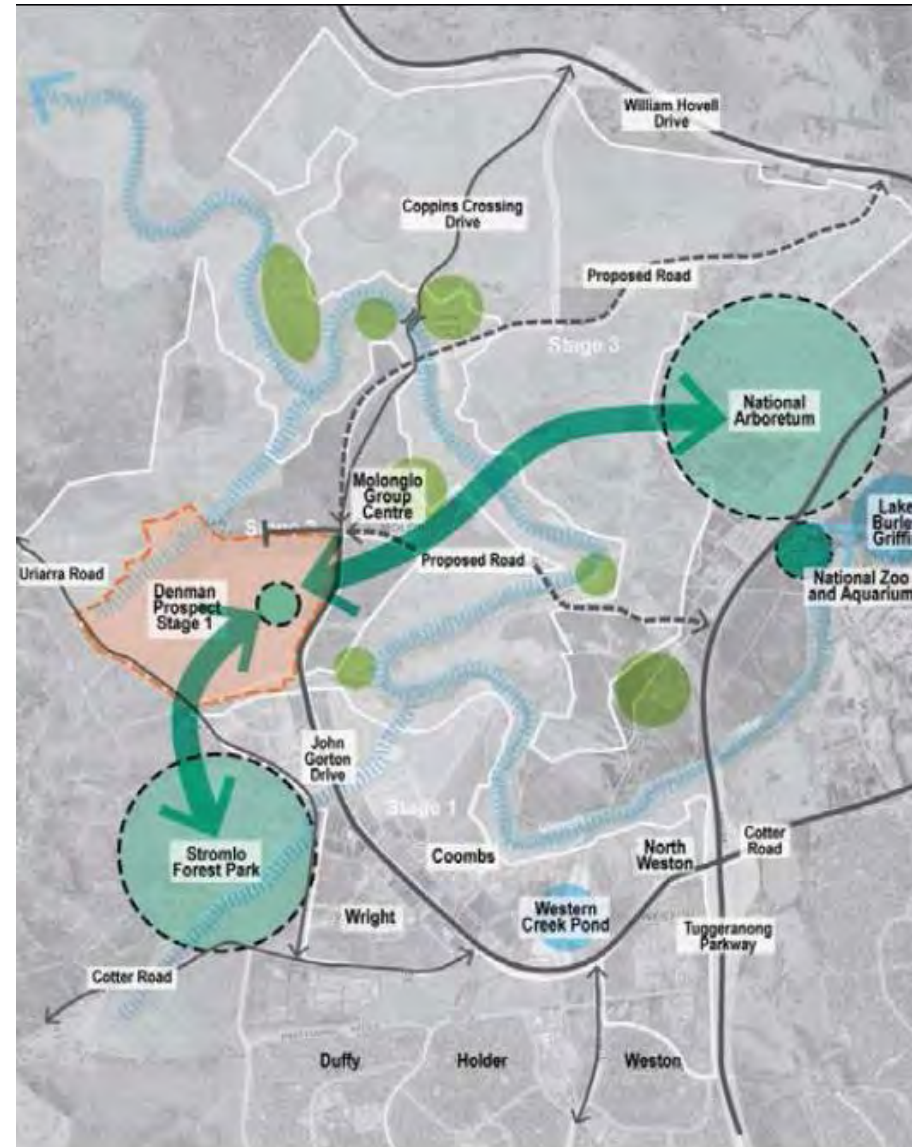 William Hovell
Drive
Coppins Crossing
Drive
Proposed Road
Stage 3
National
Arboretum
Molonglo
Group
Centre
Lake
Burley
Griffi
Proposed Road
Uriarra Road
Denman
Prospect
Stage 1
National Zoo
and Aquarium
John
Gorton
Drive
Stage 1
Stromlo
Forest Park
Coombs
North
Weston
Cotter
Road
Wright
Western
Creek Pond
Tuggeranong
Parkway
Cotter Road
Duffy
Holder
Weston